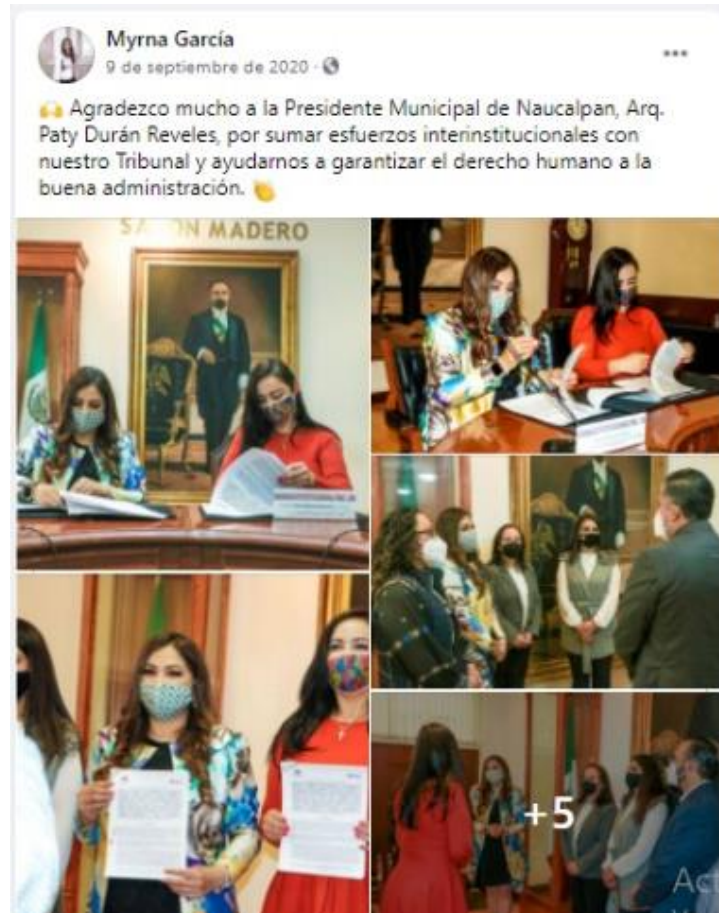 Myrna García
9 de septiembre de 2020 ·
Agradezco mucho a la Presidente Municipal de Naucalpan, Arq.
Paty Durán Reveles, por sumar esfuerzos interinstitucionales con
nuestro Tribunal y ayudarnos a garantizar el derecho humano a la
buena administración.
MADERO
+5